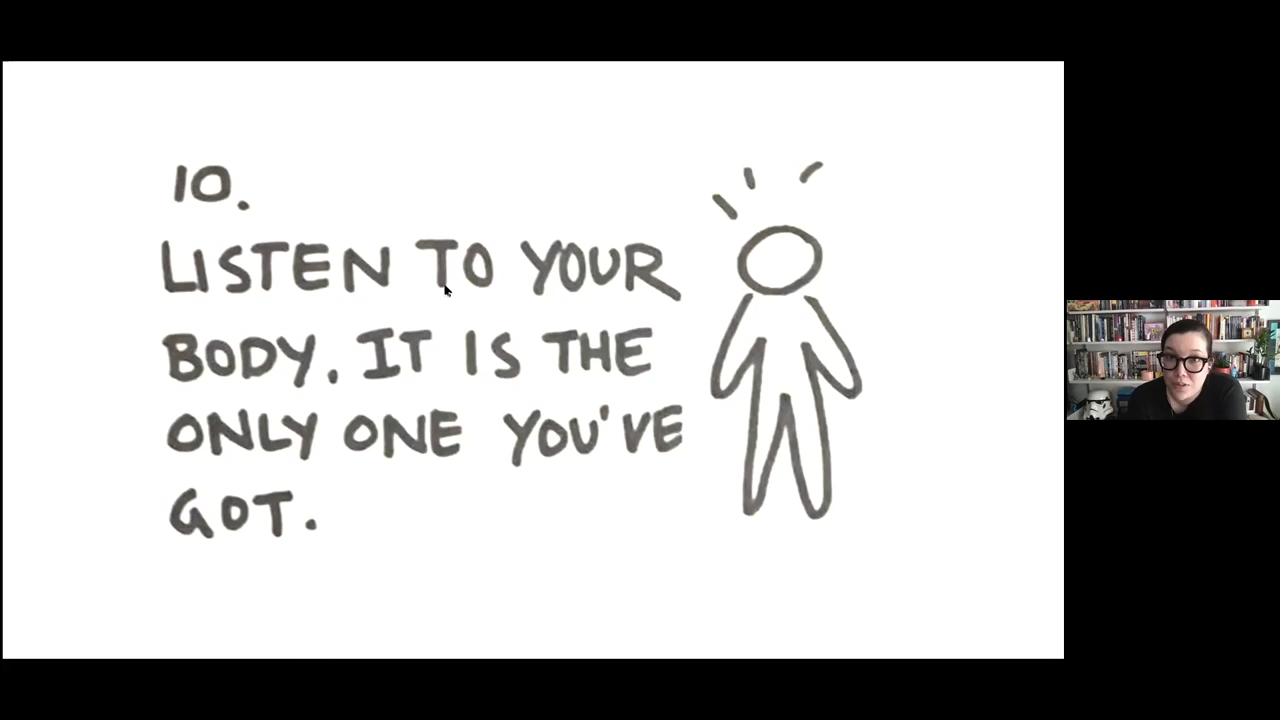 10.
LISTEN TO YOUR
BODY. IT IS THE
ONLY ONE YOU'VE
GOT.